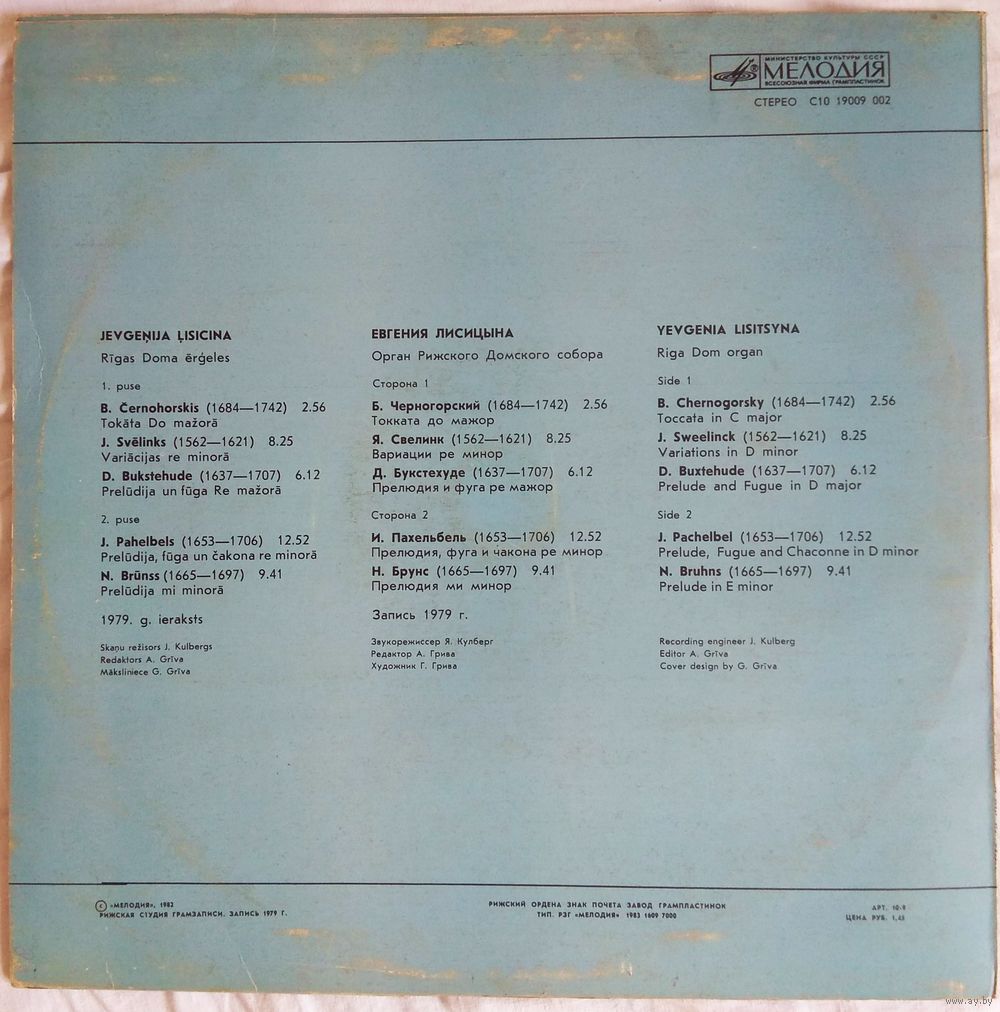 МИНИСТЕРСТВО КУЛЬТУРЫ СССР
МЕЛОДИЯ
ВСЕСОЮЗНАЯ ФИРМА ГРАМПЛАСТИНОК
СТЕРЕО С10 19009 002
JEVGEŅIJA ĻISICINA
Rīgas Doma ērģeles
1. puse
B. Černohorskis (1684—1742) 2.56
Tokāta Do mažorā
J. Svēlinks (1562—1621) 8.25
Variācijas re minorā
D. Bukstehude (1637—1707) 6.12
Prelūdija un fūga Re mažorā
2. puse
J. Pahelbels (1653—1706) 12.52
Prelūdija, fūga un čakona re minorā
N. Brūnss (1665—1697) 9.41
Prelūdija mi minorā
1979. g. ieraksts
Skaņu režisors J. Kulbergs
Redaktors A. Grīva
Māksliniece G. Grīva
ЕВГЕНИЯ ЛИСИЦЫНА
Орган Рижского Домского собора
Сторона 1
Б. Черногорский (1684—1742) 2.56
Токката до мажор
Я. Свелинк (1562—1621) 8.25
Вариации ре минор
Д. Букстехуде (1637—1707) 6.12
Прелюдия и фуга ре мажор
Сторона 2
И. Пахельбель (1653—1706) 12.52
Прелюдия, фуга и чакона ре минор
Н. Брунс (1665—1697) 9.41
Прелюдия ми минор
Запись 1979 г.
Звукорежиссер Я. Кулберг
Редактор А. Грива
Художник Г. Грива
YEVGENIA LISITSYNA
Riga Dom organ
Side 1
B. Chernogorsky (1684—1742) 2.56
Toccata in C major
J. Sweelinck (1562—1621) 8.25
Variations in D minor
D. Buxtehude (1637—1707) 6.12
Prelude and Fugue in D major
Side 2
J. Pachelbel (1653—1706) 12.52
Prelude, Fugue and Chaconne in D minor
N. Bruhns (1665—1697) 9.41
Prelude in E minor
Recording engineer J. Kulberg
Editor A. Grīva
Cover design by G. Grīva
© «МЕЛОДИЯ», 1982
РИЖСКАЯ СТУДИЯ ГРАМЗАПИСИ. ЗАПИСЬ 1979 Г.
РИЖСКИЙ ОРДЕНА ЗНАК ПОЧЕТА ЗАВОД ГРАМПЛАСТИНОК
ТИП. РЗГ «МЕЛОДИЯ» 1983 1609 7000
АРТ. 10-8
ЦЕНА РУБ. 1,45
www.ay.by